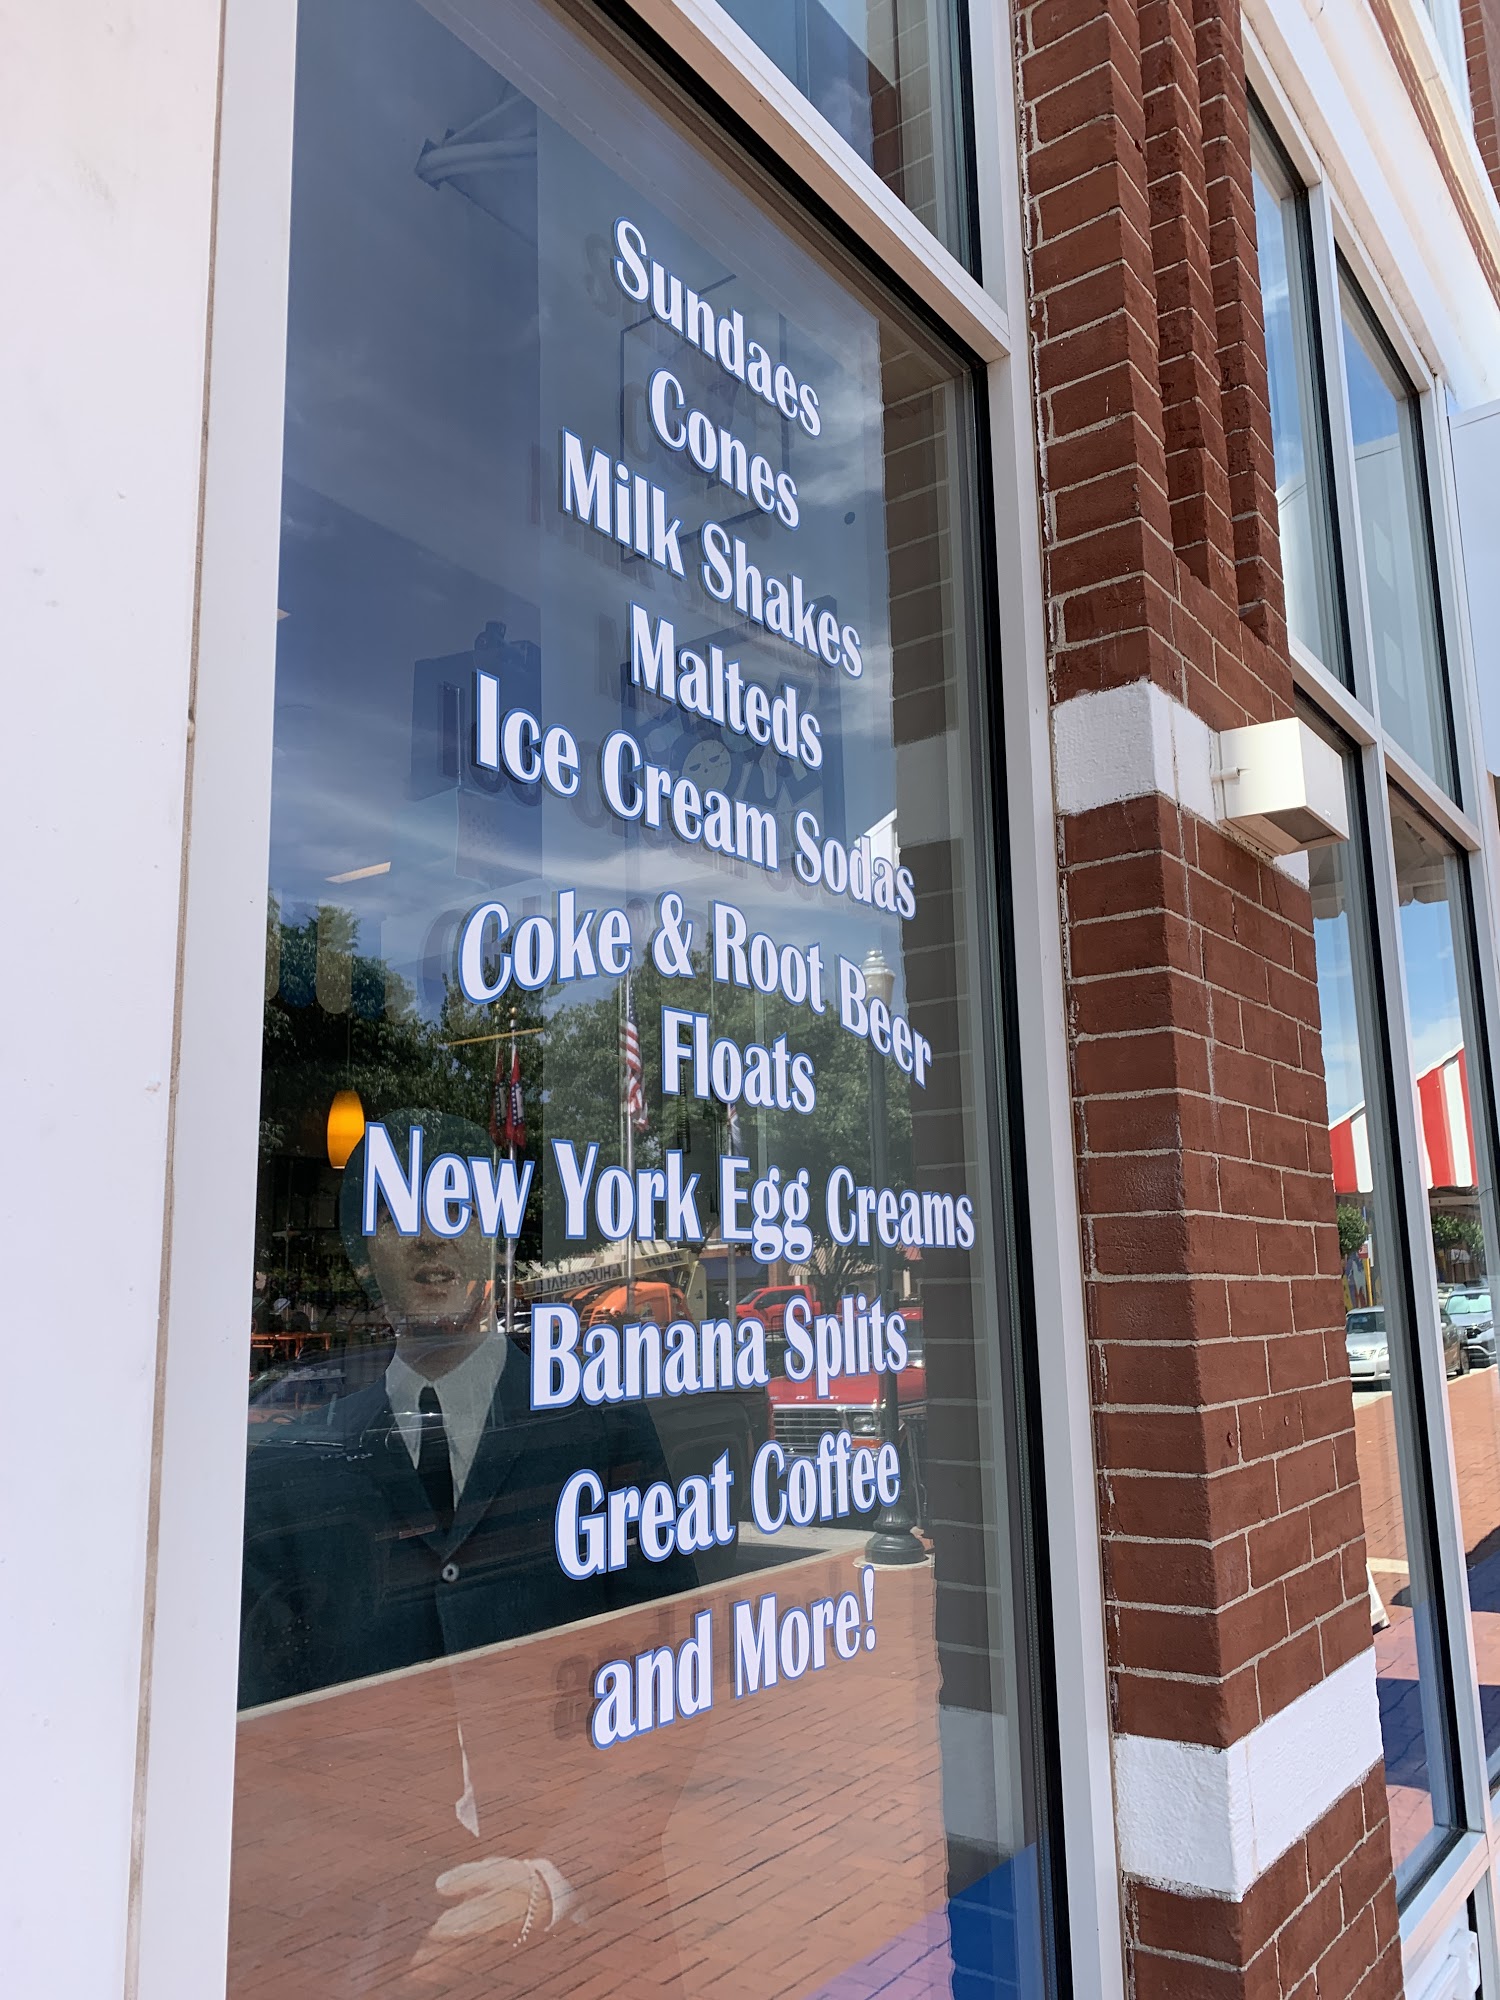 Sundaes
Cones
Milk Shakes
Malteds
Ice Cream Sodas
Coke & Root Beer
Floats
New York Egg Creams
Banana Splits
Great Coffee
and More!